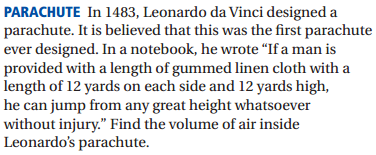 PARACHUTE In 1483, Leonardo da Vinci designed a
parachute. It is believed that this was the first parachute
ever designed. In a notebook, he wrote “If a man is
provided with a length of gummed linen cloth with a
length of 12 yards on each side and 12 yards high,
he can jump from any great height whatsoever
without injury.” Find the volume of air inside
Leonardo’s parachute.